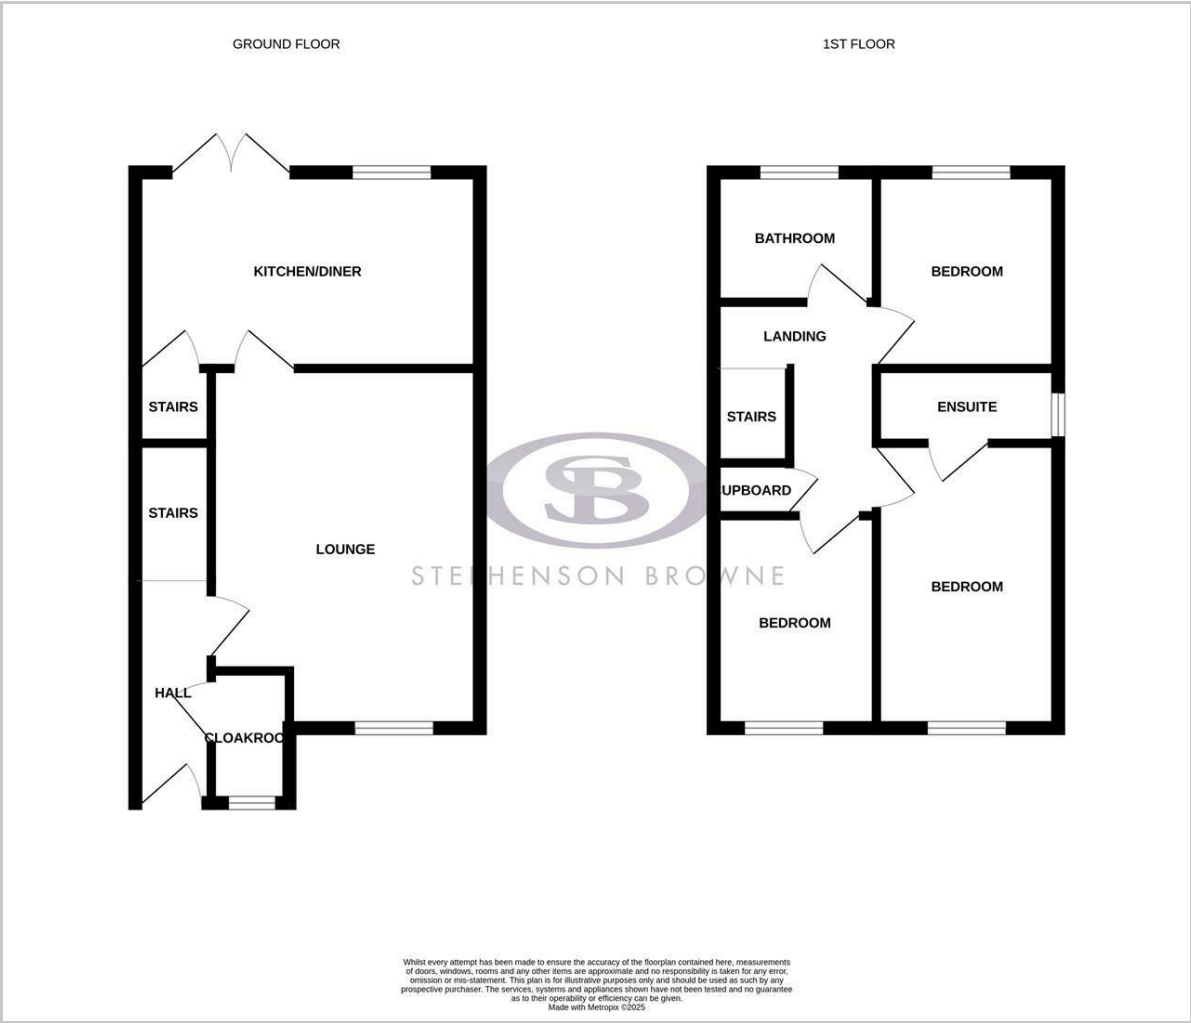 GROUND FLOOR
1ST FLOOR
KITCHEN/DINER
STAIRS
STAIRS
LOUNGE
HALL
CLOAKROO
BATHROOM
BEDROOM
LANDING
STAIRS
ENSUITE
UPBOARD
BEDROOM
BEDROOM
SB
STEPHENSON BROWNE
Whilst every attempt has been made to ensure the accuracy of the floorplan contained here, measurements
of doors, windows, rooms and any other items are approximate and no responsibility is taken for any error,
omission or mis-statement. This plan is for illustrative purposes only and should be used as such by any
prospective purchaser. The services, systems and appliances shown have not been tested and no guarantee
as to their operability or efficiency can be given.
Made with Metropix ©2025